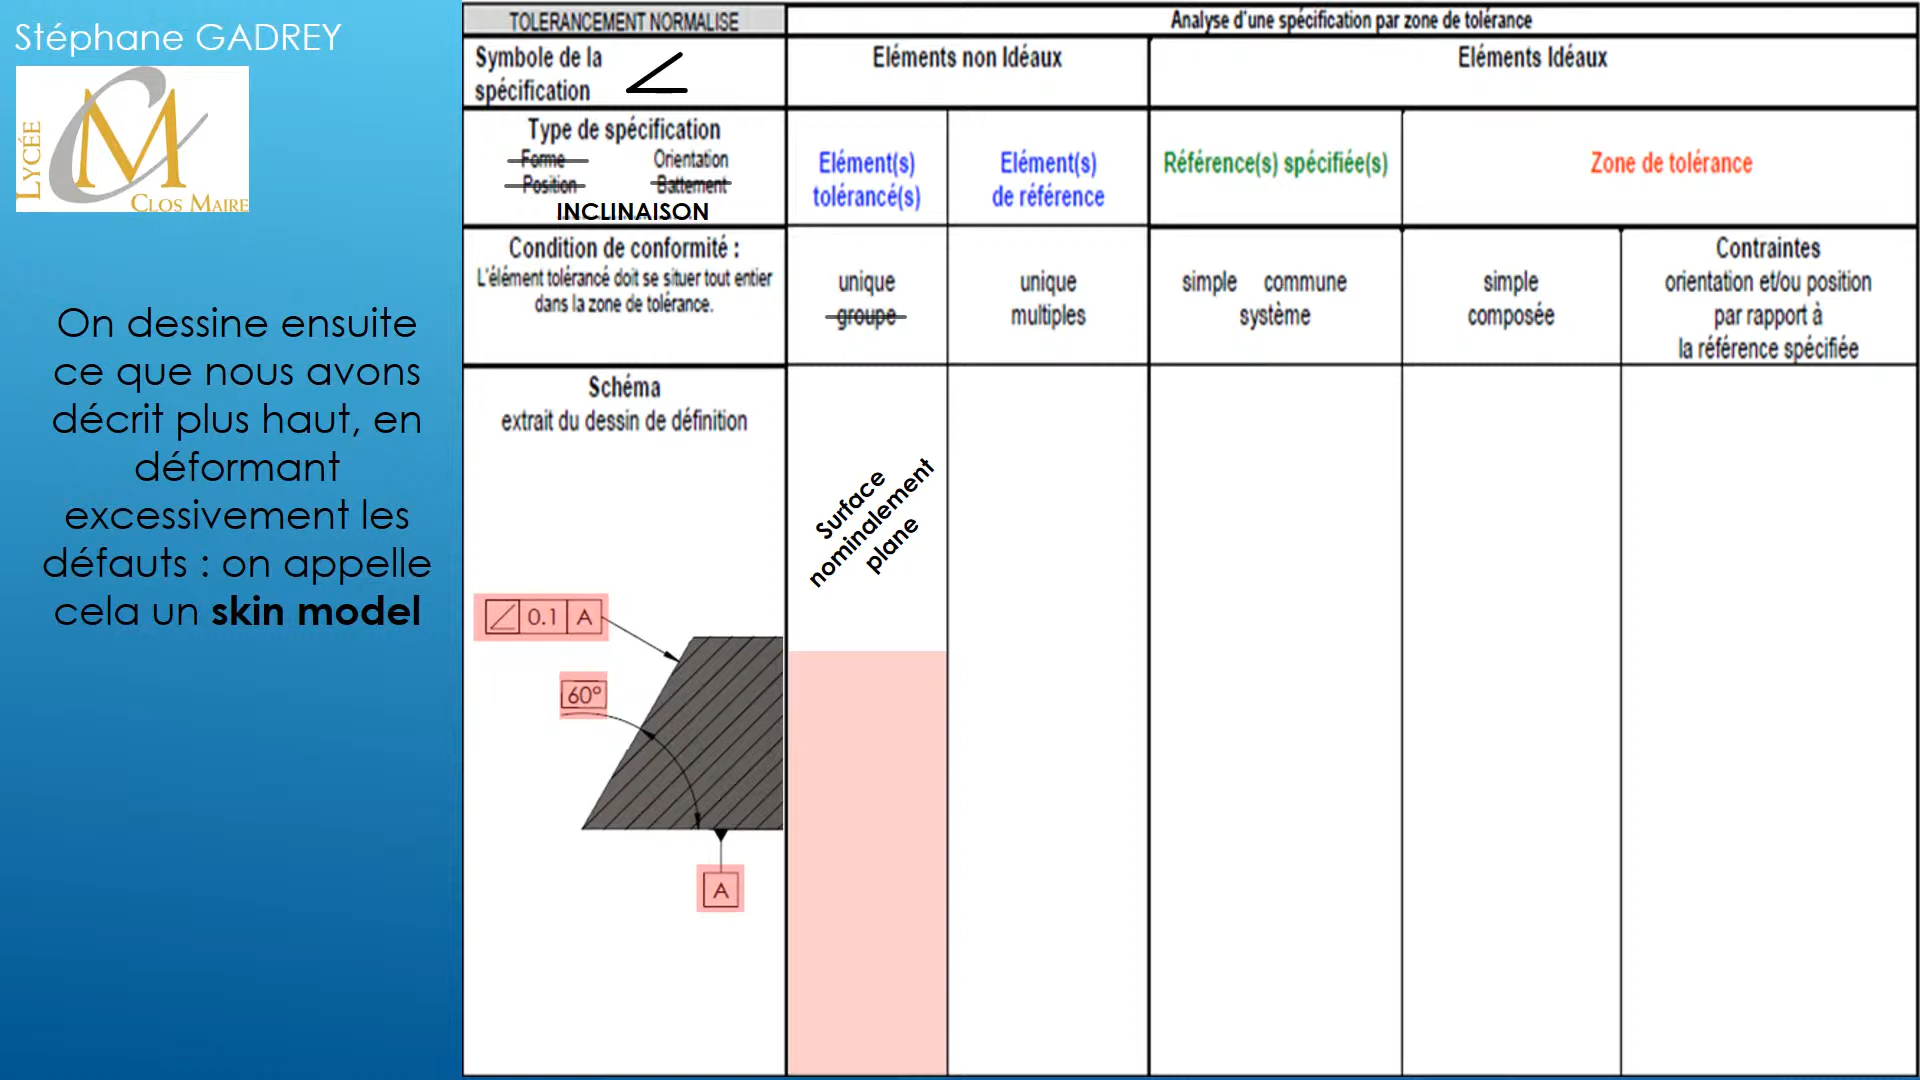 Stéphane GADREY
LYCÉE
CM
CLOS MAIRE
On dessine ensuite
ce que nous avons
décrit plus haut, en
déformant
excessivement les
défauts : on appelle
cela un skin model
TOLERANCEMENT NORMALISE
Analyse d'une spécification par zone de tolérance
Symbole de la
spécification
Eléments non Idéaux
Eléments Idéaux
Type de spécification
Forme Orientation
Position Battement
INCLINAISON
Elément(s)
tolérancé(s)
Elément(s)
de référence
Référence(s) spécifiée(s)
Zone de tolérance
Condition de conformité :
L'élément tolérancé doit se situer tout entier
dans la zone de tolérance.
unique
groupe
unique
multiples
simple commune
système
simple
composée
Contraintes
orientation et/ou position
par rapport à
la référence spécifiée
Schéma
extrait du dessin de définition
Surface
nominalement
plane
0.1 A
60°
A